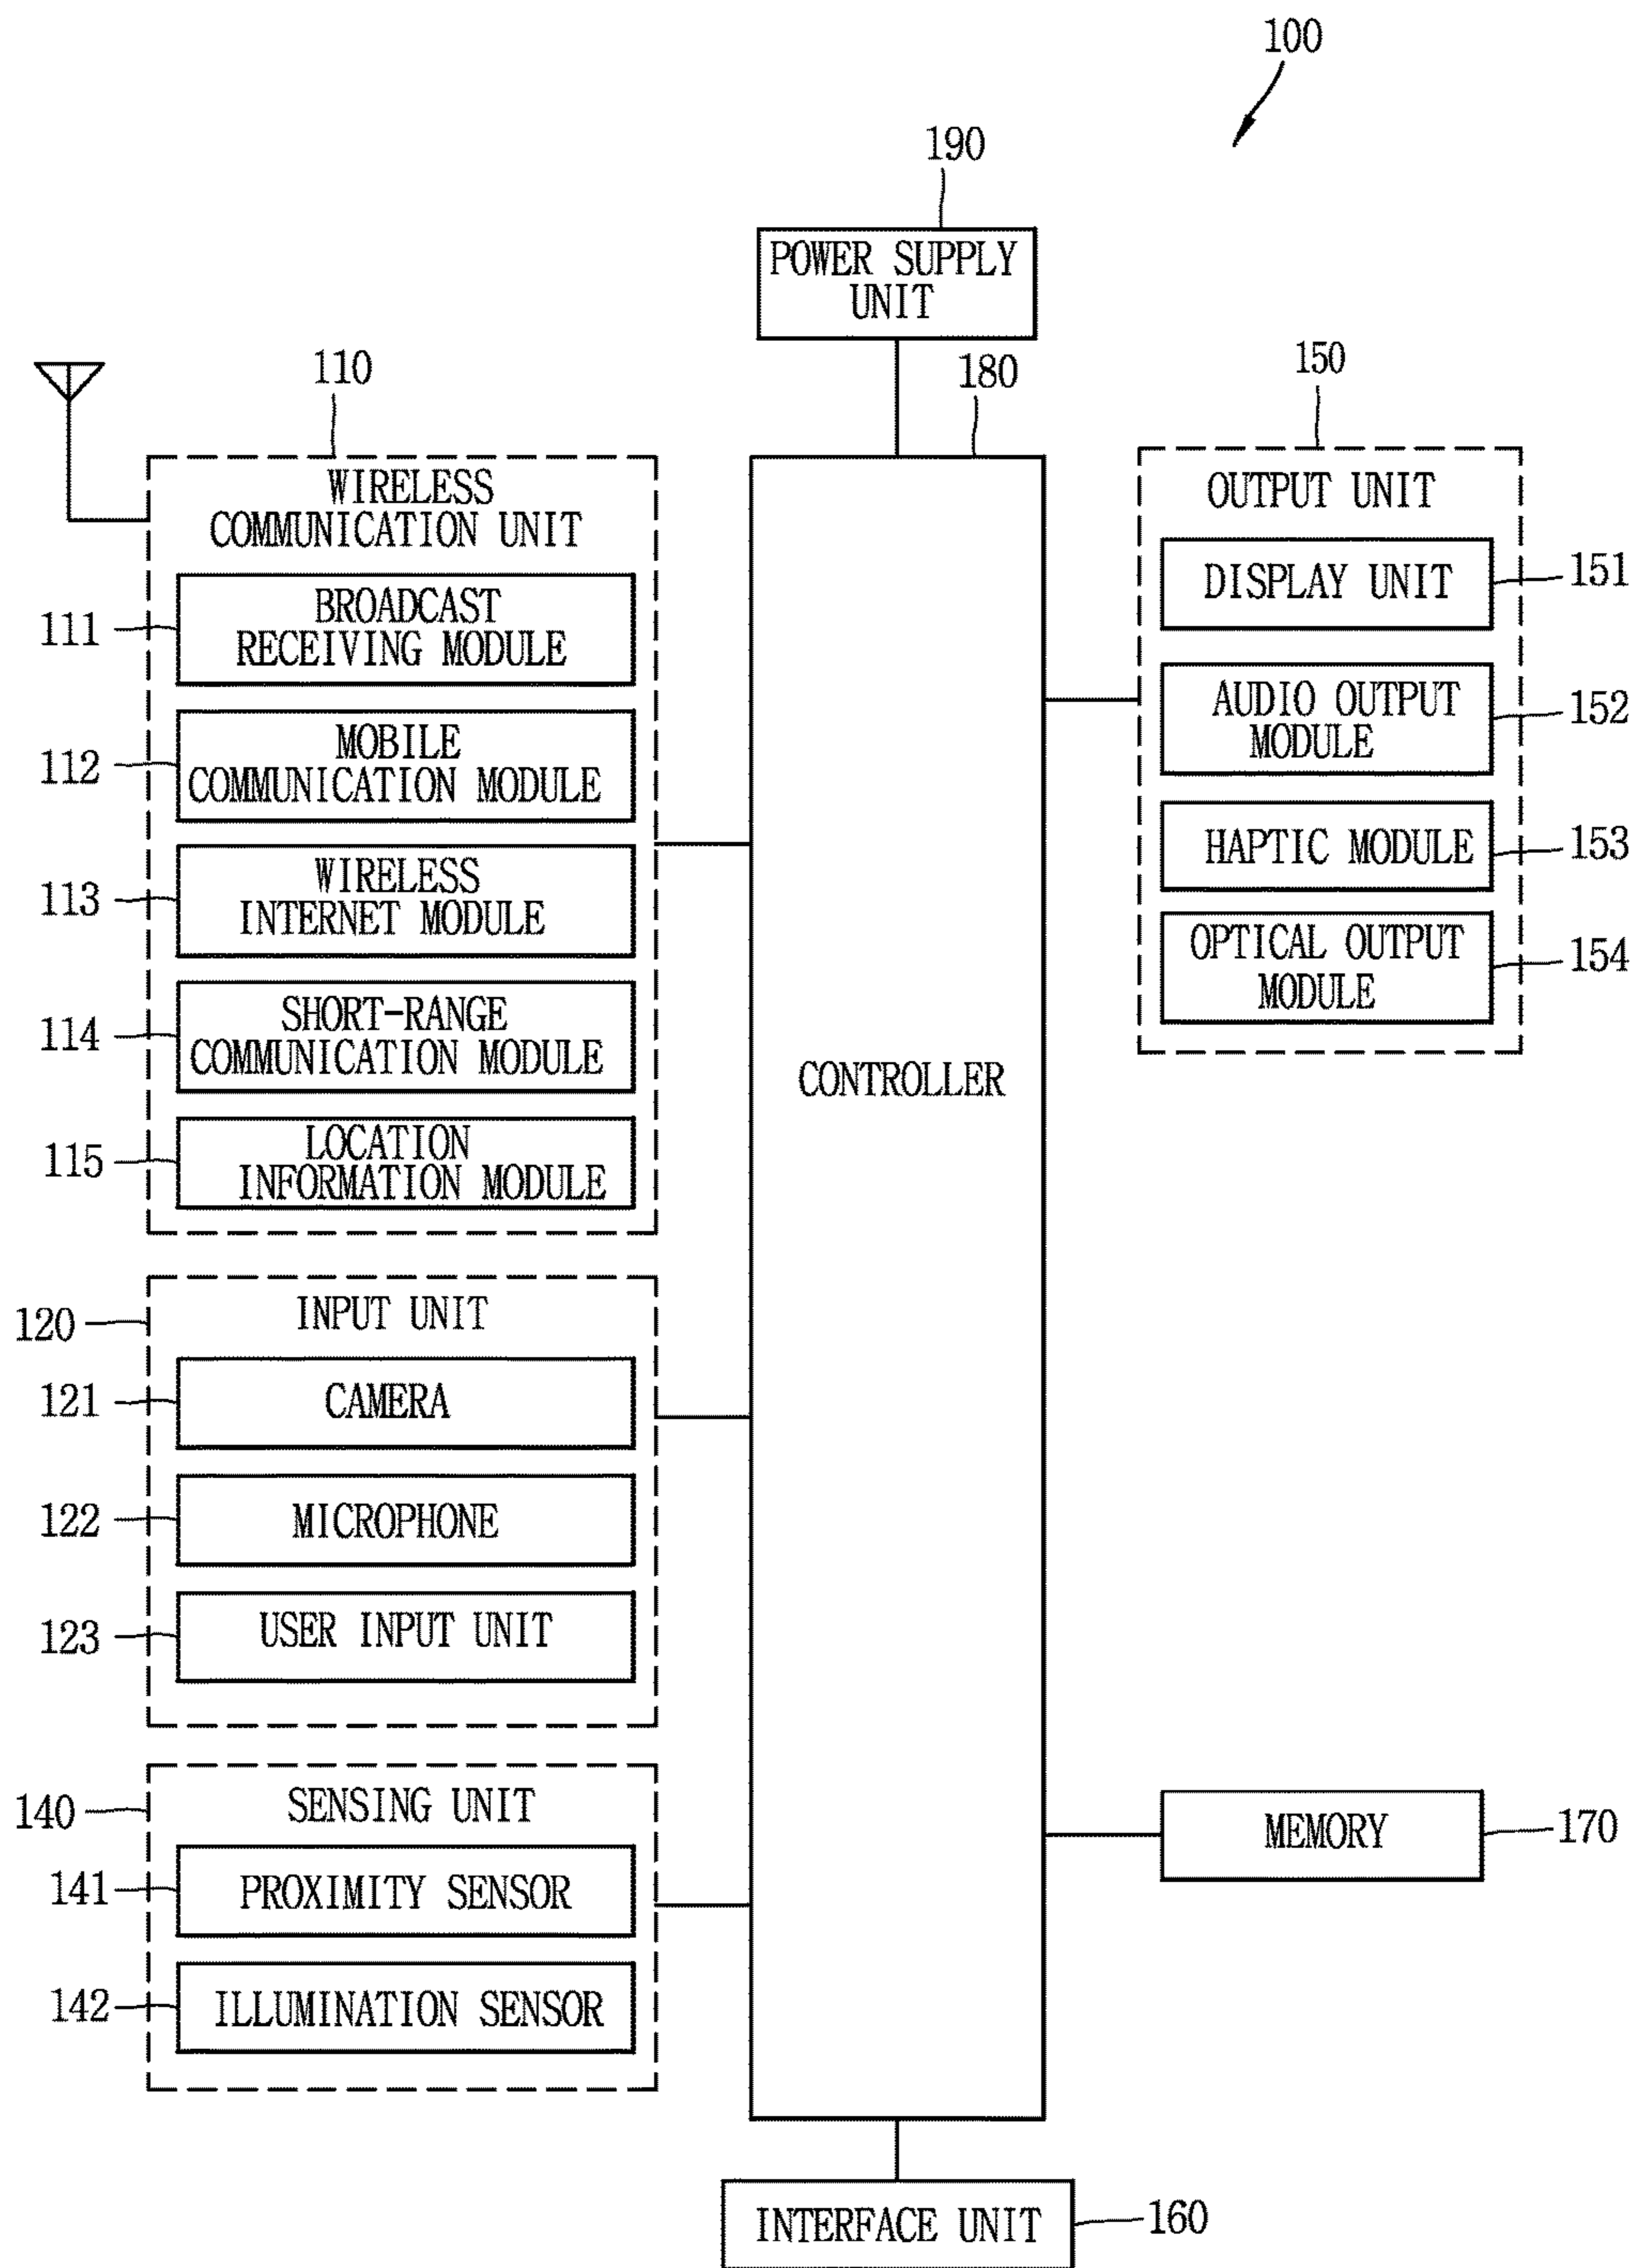 100
190
POWER SUPPLY
UNIT
110
180
150
WIRELESS
COMMUNICATION UNIT
111
BROADCAST
RECEIVING MODULE
112
MOBILE
COMMUNICATION MODULE
113
WIRELESS
INTERNET MODULE
114
SHORT-RANGE
COMMUNICATION MODULE
115
LOCATION
INFORMATION MODULE
120
INPUT UNIT
121
CAMERA
122
MICROPHONE
123
USER INPUT UNIT
140
SENSING UNIT
141
PROXIMITY SENSOR
142
ILLUMINATION SENSOR
CONTROLLER
OUTPUT UNIT
DISPLAY UNIT
151
AUDIO OUTPUT
MODULE
152
HAPTIC MODULE
153
OPTICAL OUTPUT
MODULE
154
MEMORY
170
INTERFACE UNIT
160